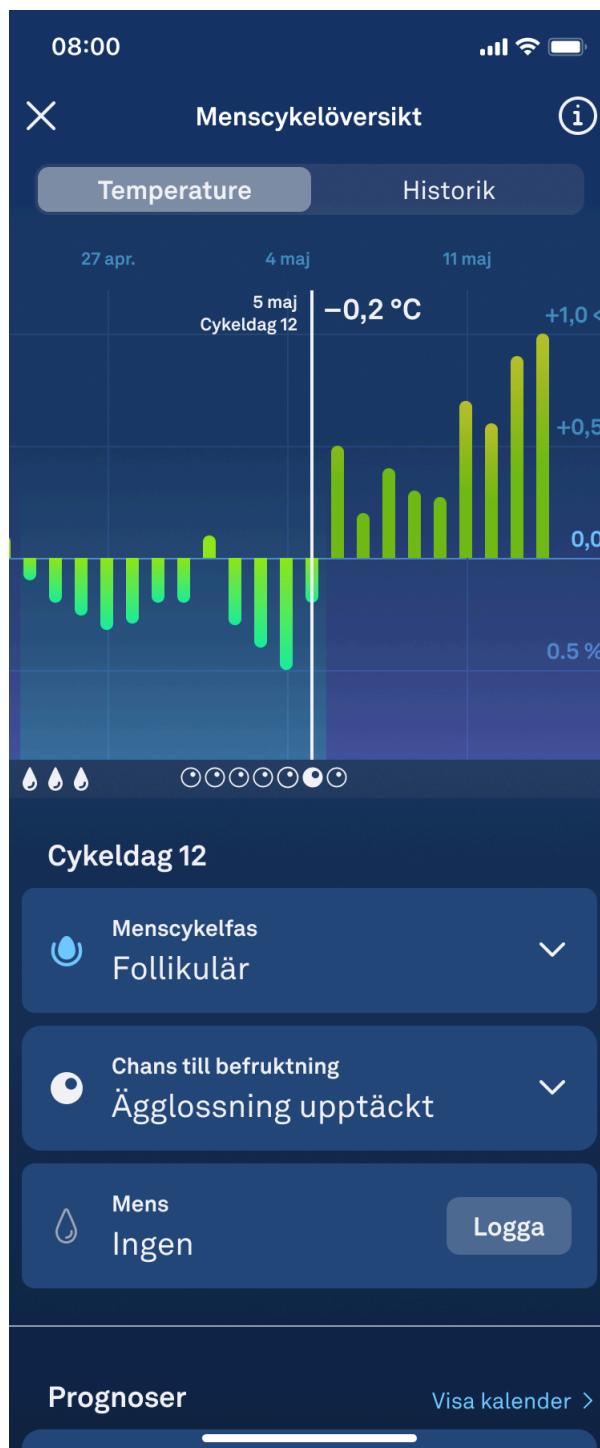 08:00
Menscykelöversikt
Temperature
Historik
27 apr.
4 maj
11 maj
5 maj
Cykeldag 12
−0,2 °C
+1,0
+0,5
0,0
0.5 %
Cykeldag 12
Menscykelfas
Follikulär
Chans till befruktning
Ägglossning upptäckt
Mens
Ingen
Logga
Prognoser
Visa kalender >